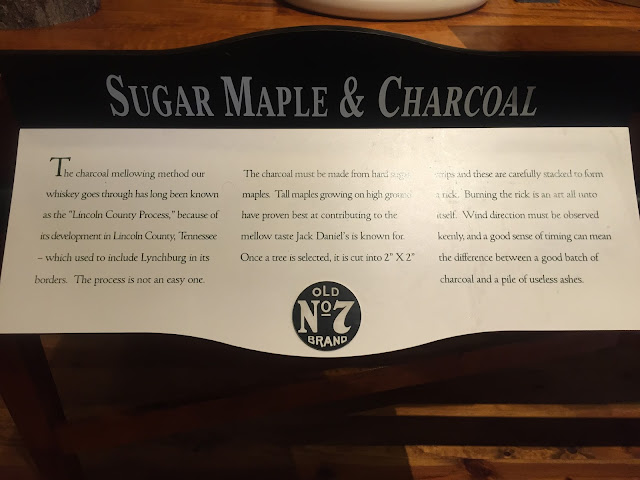 SUGAR MAPLE & CHARCOAL
The charcoal mellowing method our
whiskey goes through has long been known
as the "Lincoln County Process," because of
its development in Lincoln County, Tennessee
– which used to include Lynchburg in its
borders. The process is not an easy one.
The charcoal must be made from hard sugar
maples. Tall maples growing on high ground
have proven best at contributing to the
mellow taste Jack Daniel's is known for.
Once a tree is selected, it is cut into 2" X 2"
strips and these are carefully stacked to form
a rick. Burning the rick is an art all unto
itself. Wind direction must be observed
keenly, and a good sense of timing can mean
the difference between a good batch of
charcoal and a pile of useless ashes.
OLD
No 7
BRAND